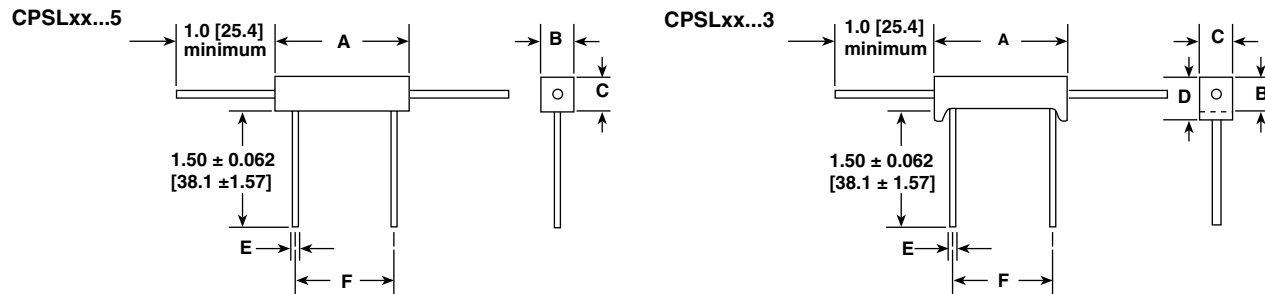 CPSLxx...5
1.0 [25.4]
minimum
A
B
C
1.50 ± 0.062
[38.1 ±1.57]
E
F
CPSLxx...3
1.0 [25.4]
minimum
A
C
D
B
1.50 ± 0.062
[38.1 ± 1.57]
E
F